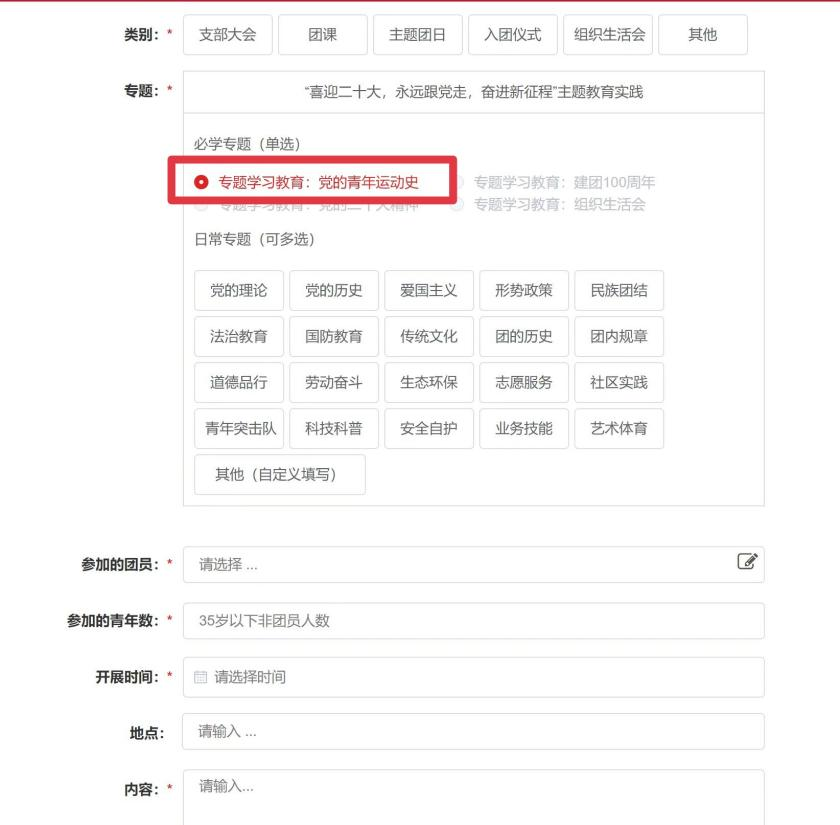 类别：* 支部大会 团课 主题团日 入团仪式 组织生活会 其他
专题：* “喜迎二十大，永远跟党走，奋进新征程”主题教育实践
必学专题（单选）
专题学习教育：党的青年运动史 专题学习教育：建团100周年
专题学习教育：党的二十大精神 专题学习教育：组织生活会
日常专题（可多选）
党的理论 党的历史 爱国主义 形势政策 民族团结
法治教育 国防教育 传统文化 团的历史 团内规章
道德品行 劳动奋斗 生态环保 志愿服务 社区实践
青年突击队 科技科普 安全自护 业务技能 艺术体育
其他（自定义填写）
参加的团员：* 请选择 ...
参加的青年数：* 35岁以下非团员人数
开展时间：* 请选择时间
地点： 请输入 ...
内容：* 请输入...